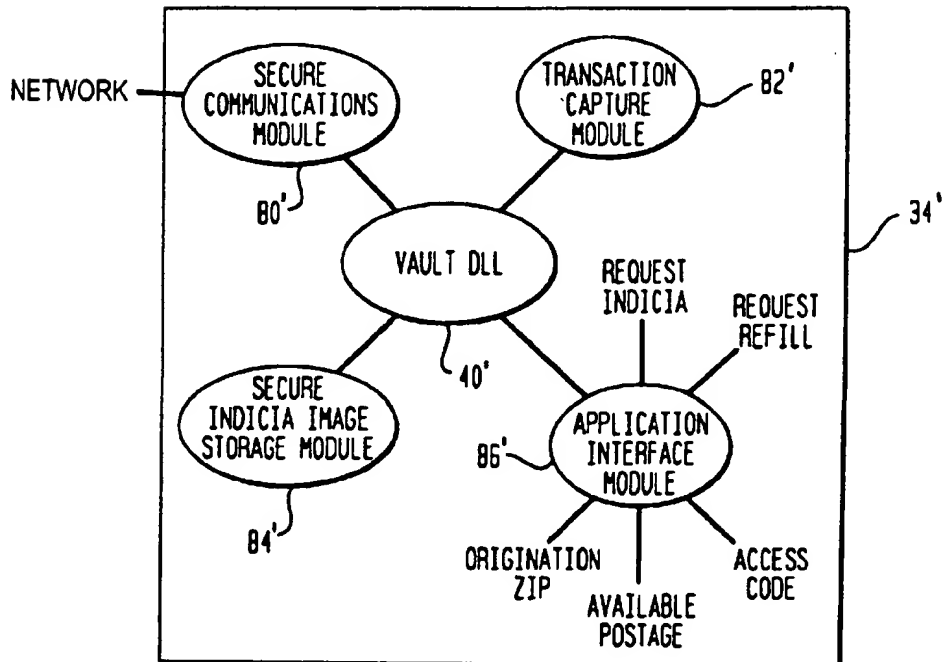 NETWORK
SECURE
COMMUNICATIONS
MODULE
80'
TRANSACTION
CAPTURE
MODULE
82'
34'
VAULT DLL
40'
REQUEST
INDICIA
REQUEST
REFILL
SECURE
INDICIA IMAGE
STORAGE MODULE
84'
86'
APPLICATION
INTERFACE
MODULE
ORIGINATION
ZIP
AVAILABLE
POSTAGE
ACCESS
CODE